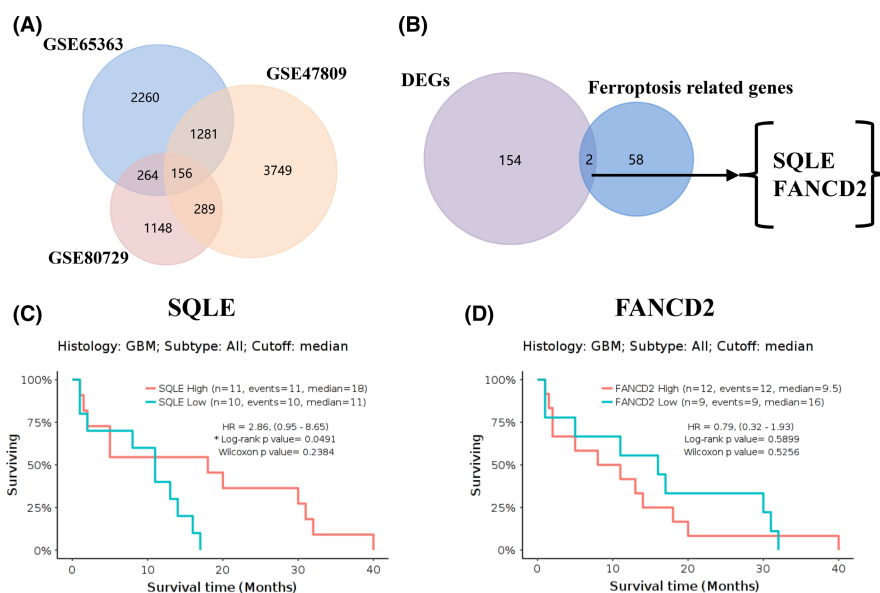 (A)
GSE65363
GSE47809
2260
1281
3749
264
156
289
1148
GSE80729
(B)
DEGs
Ferroptosis related genes
154
2
58
SQLE
FANCD2
(C)
SQLE
Histology: GBM; Subtype: All; Cutoff: median
100%
75%
50%
25%
0%
Surviving
SQLE High (n=11, events=11, median=18)
SQLE Low (n=10, events=10, median=11)
HR = 2.86, (0.95 - 8.65)
* Log-rank p value= 0.0491
Wilcoxon p value= 0.2384
0
10
20
30
40
Survival time (Months)
(D)
FANCD2
Histology: GBM; Subtype: All; Cutoff: median
100%
75%
50%
25%
0%
Surviving
FANCD2 High (n=12, events=12, median=9.5)
FANCD2 Low (n=9, events=9, median=16)
HR = 0.79, (0.32 - 1.93)
Log-rank p value= 0.5899
Wilcoxon p value= 0.5256
0
10
20
30
40
Survival time (Months)